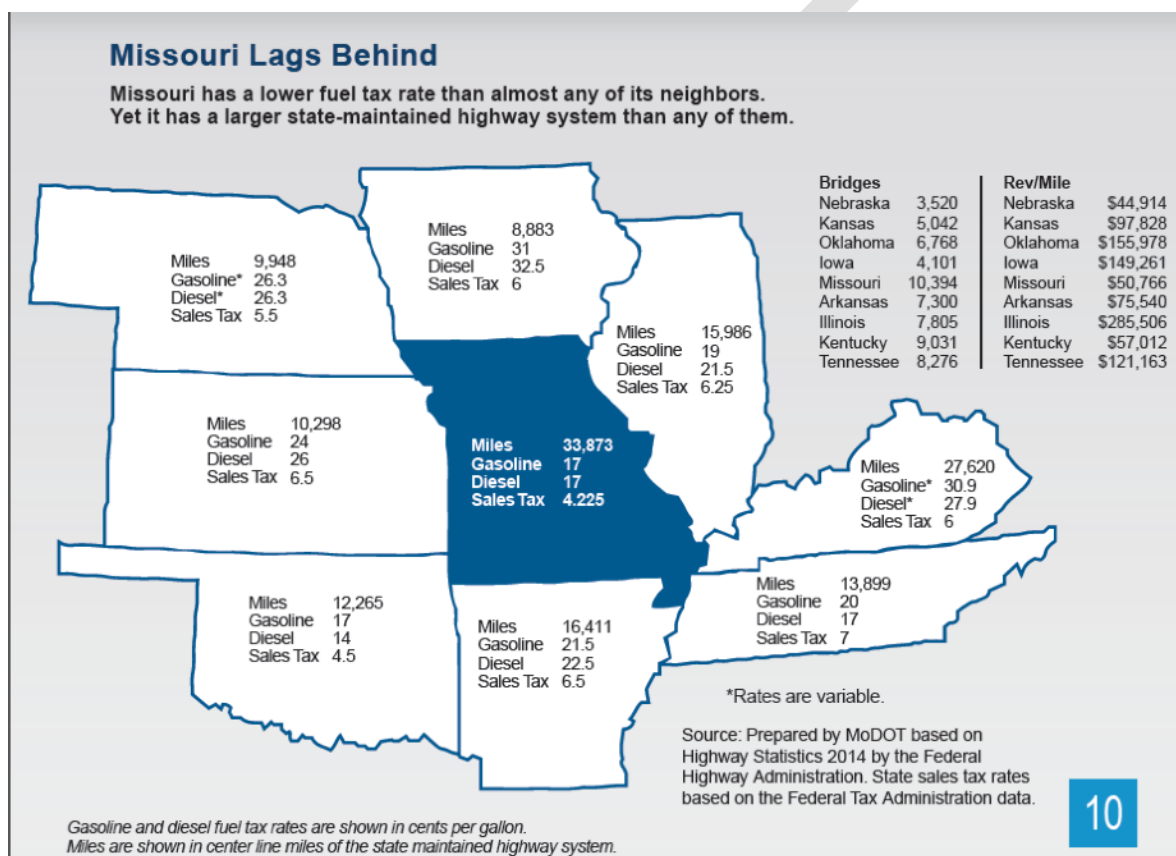 Missouri Lags Behind
Missouri has a lower fuel tax rate than almost any of its neighbors.
Yet it has a larger state-maintained highway system than any of them.
Bridges
Nebraska 3,520
Kansas 5,042
Oklahoma 6,768
Iowa 4,101
Missouri 10,394
Arkansas 7,300
Illinois 7,805
Kentucky 9,031
Tennessee 8,276
Rev/Mile
Nebraska $44,914
Kansas $97,828
Oklahoma $155,978
Iowa $149,261
Missouri $50,766
Arkansas $75,540
Illinois $285,506
Kentucky $57,012
Tennessee $121,163
Miles 9,948
Gasoline* 26.3
Diesel* 26.3
Sales Tax 5.5
Miles 8,883
Gasoline 31
Diesel 32.5
Sales Tax 6
Miles 15,986
Gasoline 19
Diesel 21.5
Sales Tax 6.25
Miles 10,298
Gasoline 24
Diesel 26
Sales Tax 6.5
Miles 33,873
Gasoline 17
Diesel 17
Sales Tax 4.225
Miles 27,620
Gasoline* 30.9
Diesel* 27.9
Sales Tax 6
Miles 12,265
Gasoline 17
Diesel 14
Sales Tax 4.5
Miles 16,411
Gasoline 21.5
Diesel 22.5
Sales Tax 6.5
Miles 13,899
Gasoline 20
Diesel 17
Sales Tax 7
*Rates are variable.
Source: Prepared by MoDOT based on
Highway Statistics 2014 by the Federal
Highway Administration. State sales tax rates
based on the Federal Tax Administration data.
10
Gasoline and diesel fuel tax rates are shown in cents per gallon.
Miles are shown in center line miles of the state maintained highway system.